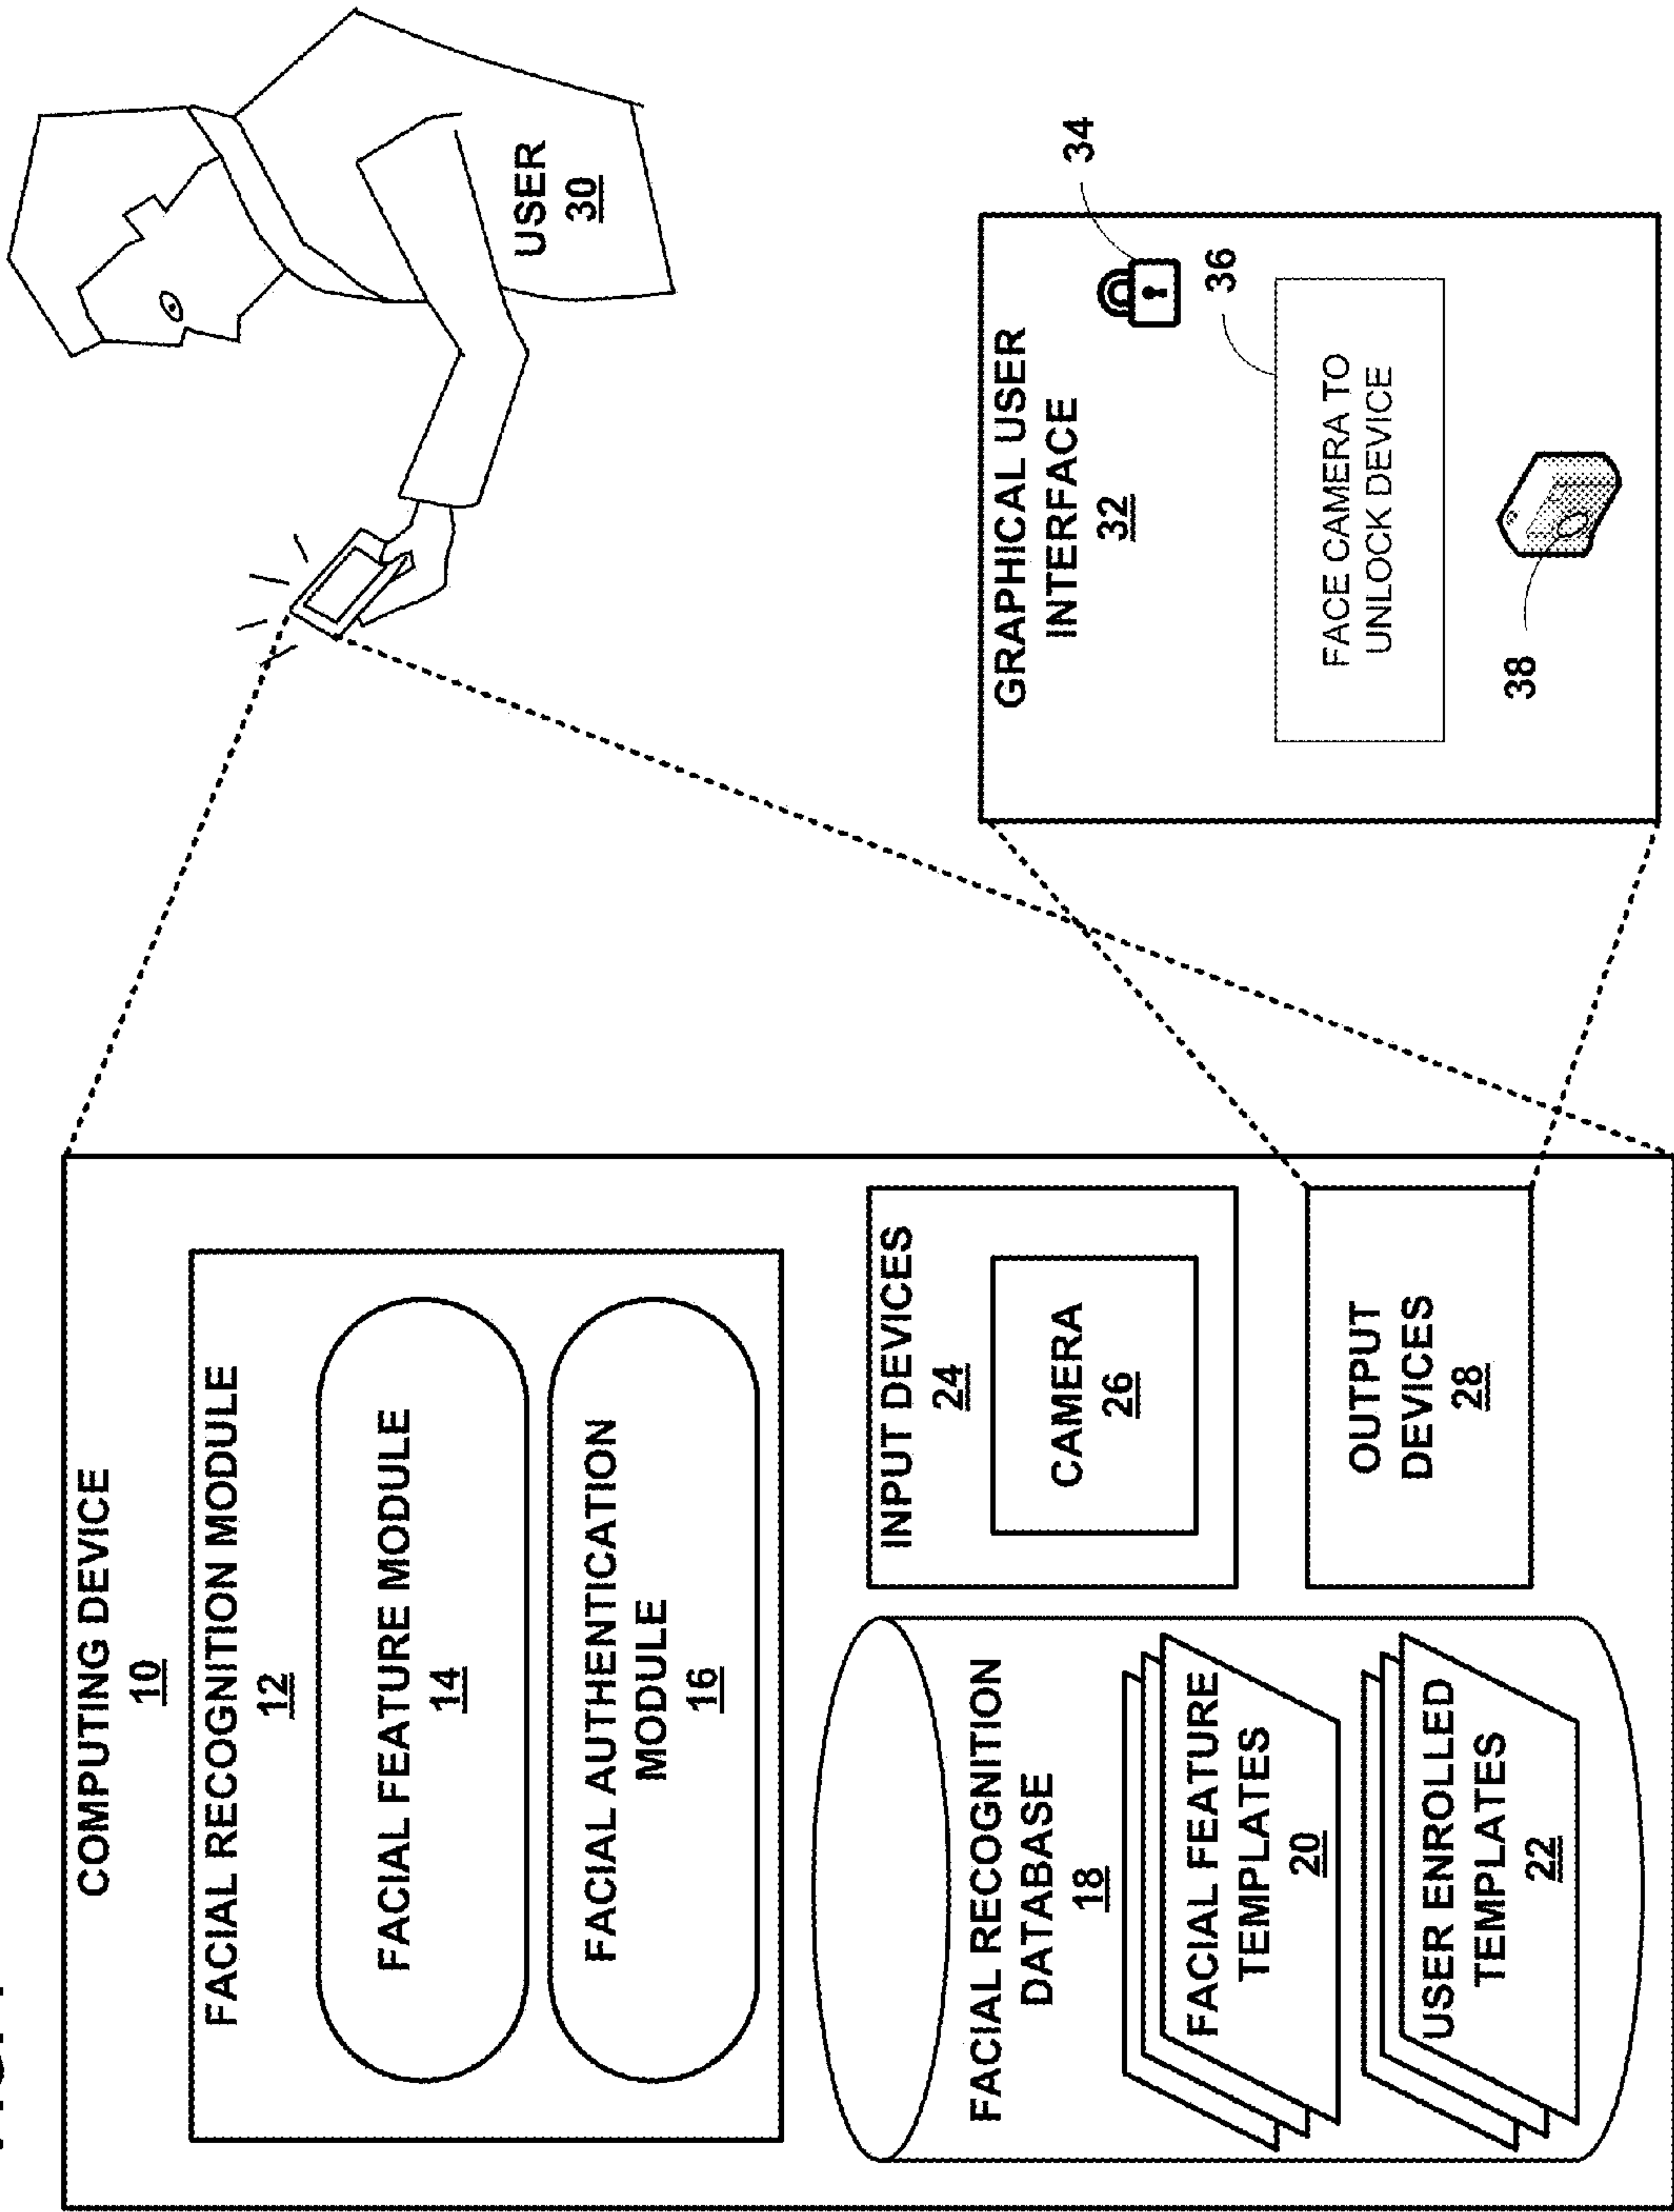 COMPUTING DEVICE
10
FACIAL RECOGNITION MODULE
12
FACIAL FEATURE MODULE
14
FACIAL AUTHENTICATION
MODULE
16
FACIAL RECOGNITION
DATABASE
18
FACIAL FEATURE
TEMPLATES
20
USER ENROLLED
TEMPLATES
22
INPUT DEVICES
24
CAMERA
26
OUTPUT
DEVICES
28
USER
30
GRAPHICAL USER
INTERFACE
32
34
36
FACE CAMERA TO
UNLOCK DEVICE
38